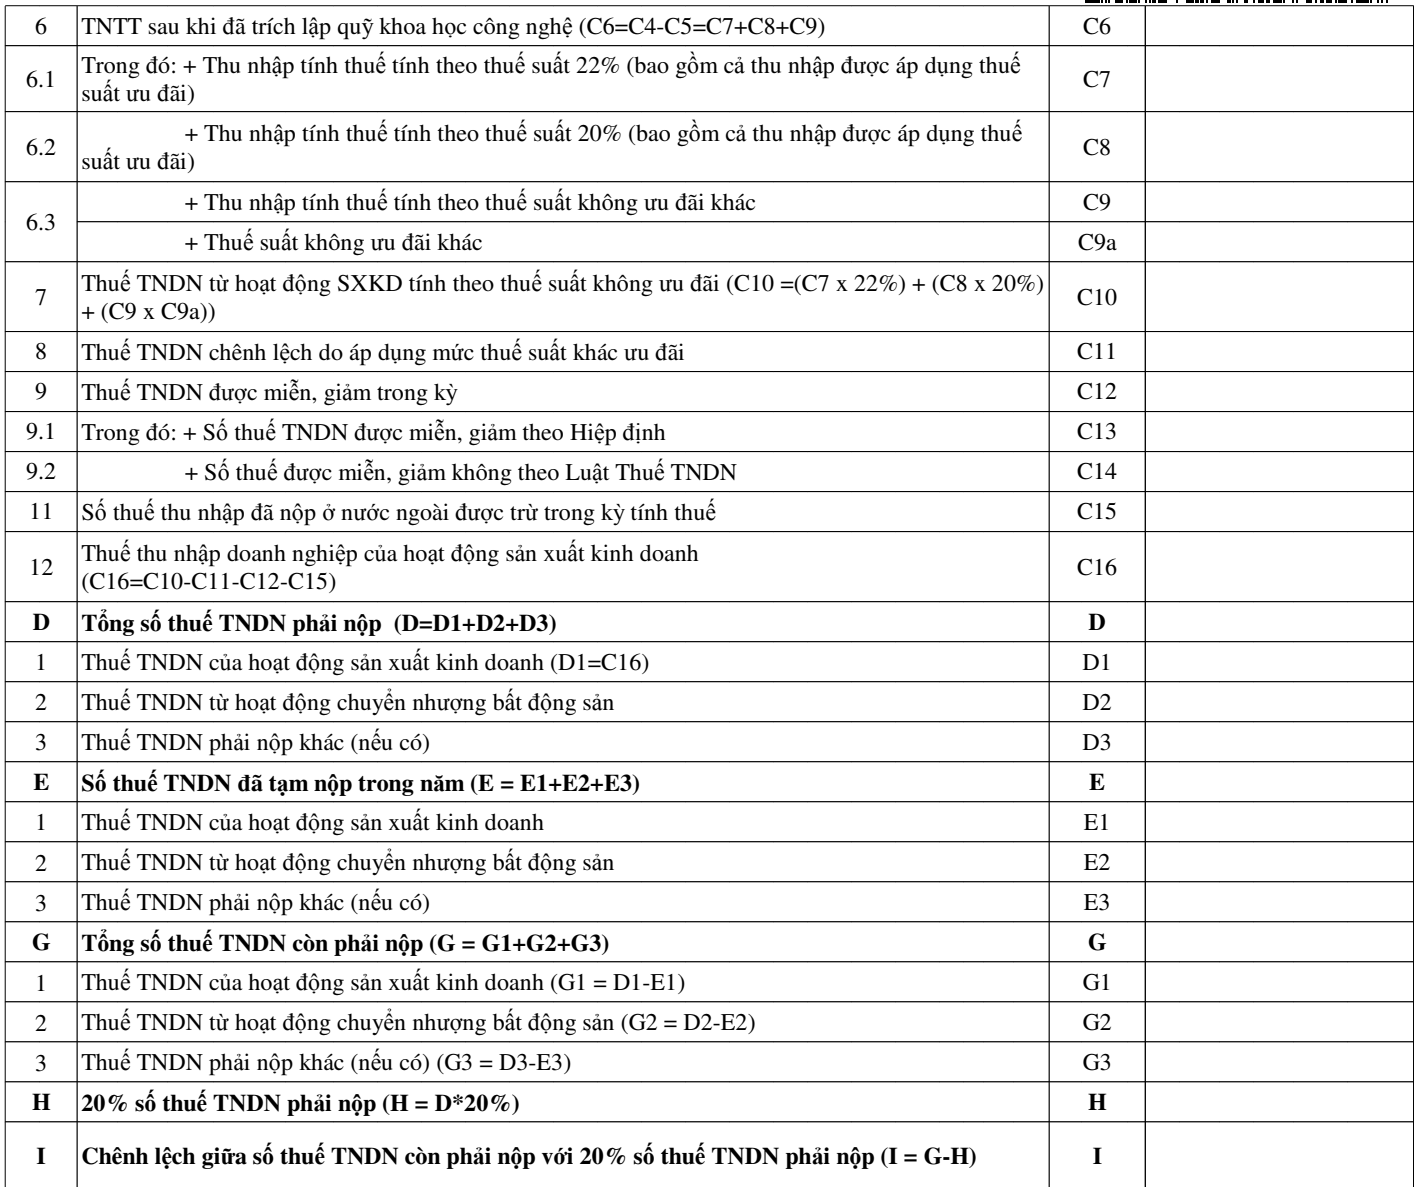 6 TNTT sau khi đã trích lập quỹ khoa học công nghệ (C6=C4-C5=C7+C8+C9) C6
6.1 Trong đó: + Thu nhập tính thuế tính theo thuế suất 22% (bao gồm cả thu nhập được áp dụng thuế
suất ưu đãi) C7
6.2 + Thu nhập tính thuế tính theo thuế suất 20% (bao gồm cả thu nhập được áp dụng thuế
suất ưu đãi) C8
6.3 + Thu nhập tính thuế tính theo thuế suất không ưu đãi khác C9
+ Thuế suất không ưu đãi khác C9a
7 Thuế TNDN từ hoạt động SXKD tính theo thuế suất không ưu đãi (C10 =(C7 x 22%) + (C8 x 20%)
+ (C9 x C9a)) C10
8 Thuế TNDN chênh lệch do áp dụng mức thuế suất khác ưu đãi C11
9 Thuế TNDN được miễn, giảm trong kỳ C12
9.1 Trong đó: + Số thuế TNDN được miễn, giảm theo Hiệp định C13
9.2 + Số thuế được miễn, giảm không theo Luật Thuế TNDN C14
11 Số thuế thu nhập đã nộp ở nước ngoài được trừ trong kỳ tính thuế C15
12 Thuế thu nhập doanh nghiệp của hoạt động sản xuất kinh doanh
(C16=C10-C11-C12-C15) C16
D Tổng số thuế TNDN phải nộp (D=D1+D2+D3) D
1 Thuế TNDN của hoạt động sản xuất kinh doanh (D1=C16) D1
2 Thuế TNDN từ hoạt động chuyển nhượng bất động sản D2
3 Thuế TNDN phải nộp khác (nếu có) D3
E Số thuế TNDN đã tạm nộp trong năm (E = E1+E2+E3) E
1 Thuế TNDN của hoạt động sản xuất kinh doanh E1
2 Thuế TNDN từ hoạt động chuyển nhượng bất động sản E2
3 Thuế TNDN phải nộp khác (nếu có) E3
G Tổng số thuế TNDN còn phải nộp (G = G1+G2+G3) G
1 Thuế TNDN của hoạt động sản xuất kinh doanh (G1 = D1-E1) G1
2 Thuế TNDN từ hoạt động chuyển nhượng bất động sản (G2 = D2-E2) G2
3 Thuế TNDN phải nộp khác (nếu có) (G3 = D3-E3) G3
H 20% số thuế TNDN phải nộp (H = D*20%) H
I Chênh lệch giữa số thuế TNDN còn phải nộp với 20% số thuế TNDN phải nộp (I = G-H) I